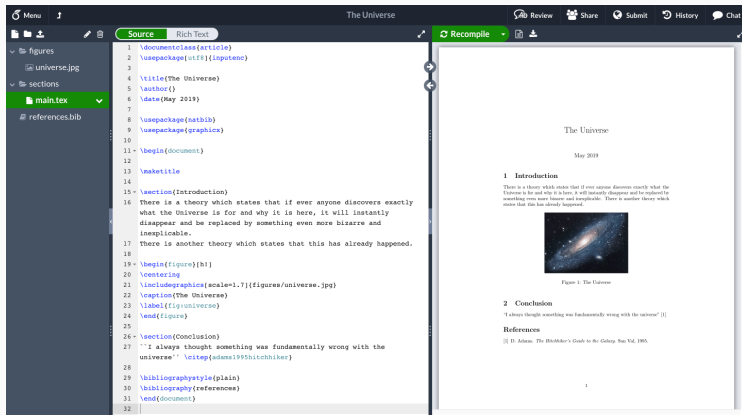 Menu
The Universe
Review
Share
Submit
History
Chat
Source
Rich Text
Recompile
figures
universe.jpg
sections
main.tex
references.bib
1 \documentclass{article}
2 \usepackage[utf8]{inputenc}
3
4 \title{The Universe}
5 \author{}
6 \date{May 2019}
7
8 \usepackage{natbib}
9 \usepackage{graphicx}
10
11 \begin{document}
12
13 \maketitle
14
15 \section{Introduction}
16 There is a theory which states that if ever anyone discovers exactly
what the Universe is for and why it is here, it will instantly
disappear and be replaced by something even more bizarre and
inexplicable.
17 There is another theory which states that this has already happened.
18
19 \begin{figure}[h!]
20 \centering
21 \includegraphics[scale=1.7]{figures/universe.jpg}
22 \caption{The Universe}
23 \label{fig:universe}
24 \end{figure}
25
26 \section{Conclusion}
27 ``I always thought something was fundamentally wrong with the
universe'' \citep{adams1995hitchhiker}
28
29 \bibliographystyle{plain}
30 \bibliography{references}
31 \end{document}
32
The Universe
May 2019
1 Introduction
There is a theory which states that if ever anyone discovers exactly what the
Universe is for and why it is here, it will instantly disappear and be replaced by
something even more bizarre and inexplicable. There is another theory which
states that this has already happened.
Figure 1: The Universe
2 Conclusion
"I always thought something was fundamentally wrong with the universe" [1]
References
[1] D. Adams. The Hitchhiker's Guide to the Galaxy. San Val, 1995.
1